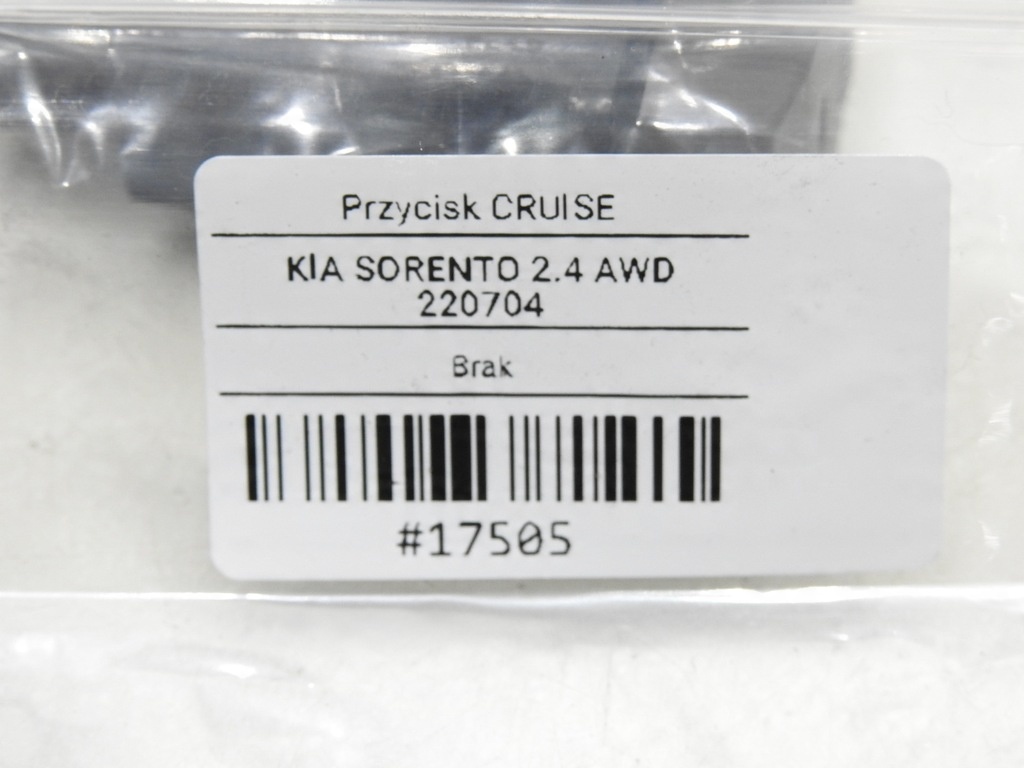 Przycisk CRUISE
KIA SORENTO 2.4 AWD
220704
Brak
#17505